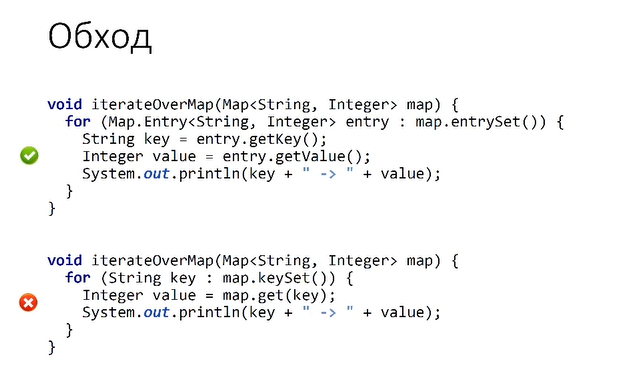 Обход
void iterateOverMap(Map<String, Integer> map) {
for (Map.Entry<String, Integer> entry : map.entrySet()) {
String key = entry.getKey();
Integer value = entry.getValue();
System.out.println(key + " -> " + value);
}
}
void iterateOverMap(Map<String, Integer> map) {
for (String key : map.keySet()) {
Integer value = map.get(key);
System.out.println(key + " -> " + value);
}
}